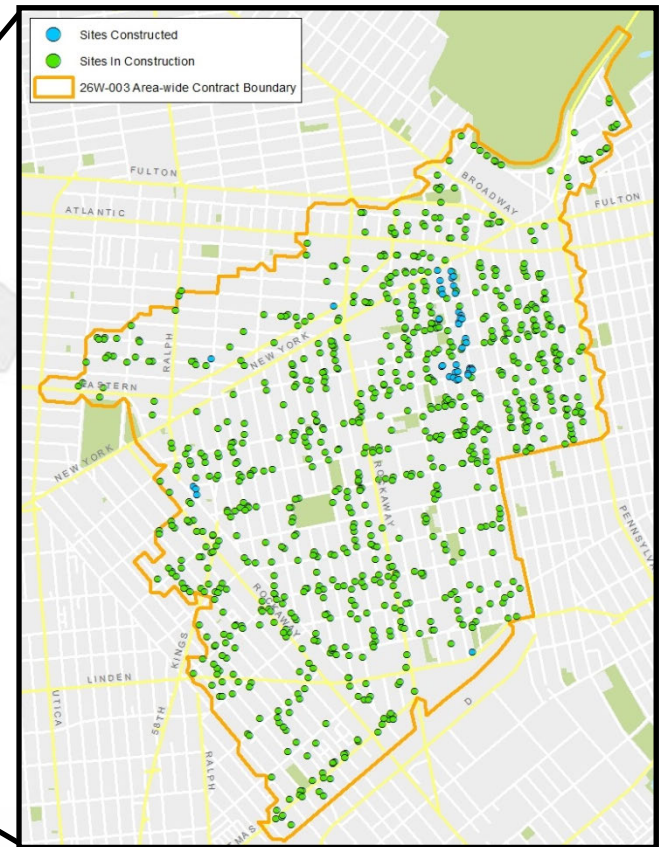 Sites Constructed
Sites In Construction
26W-003 Area-wide Contract Boundary
FULTON
BROADWAY
FULTON
ATLANTIC
RALPH
NEW YORK
EASTERN
NEW YORK
ROCKAWAY
PENNSYLVA
ROCKAWAY
KINGS
LINDEN
UTICA
58TH
D
RALPH
EMAS